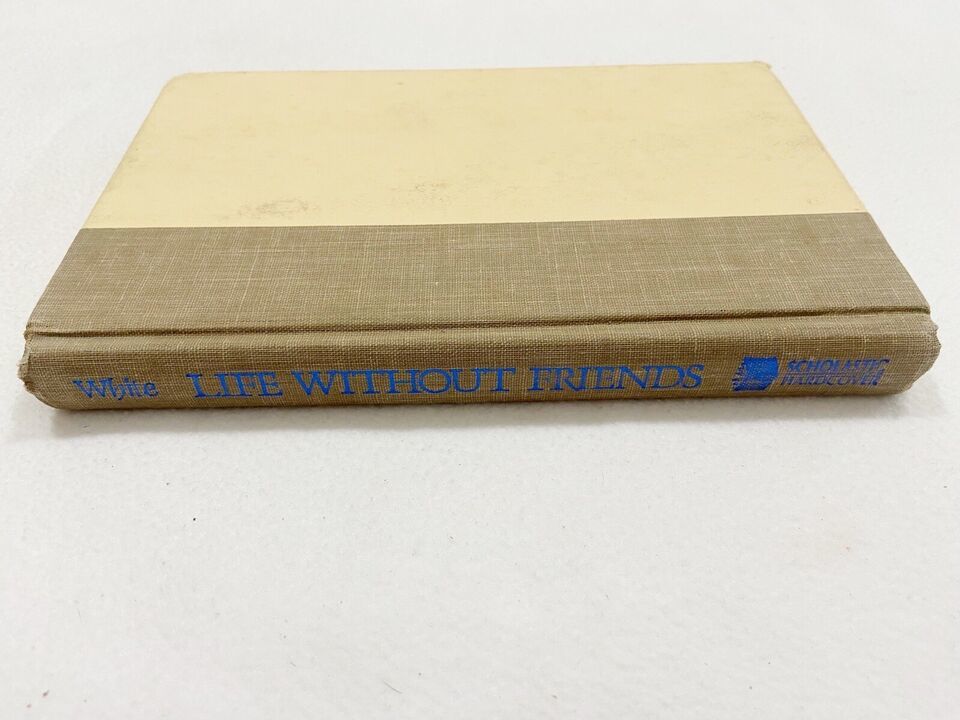 White
LIFE WITHOUT FRIENDS
SCHOLASTIC
HARDCOVER